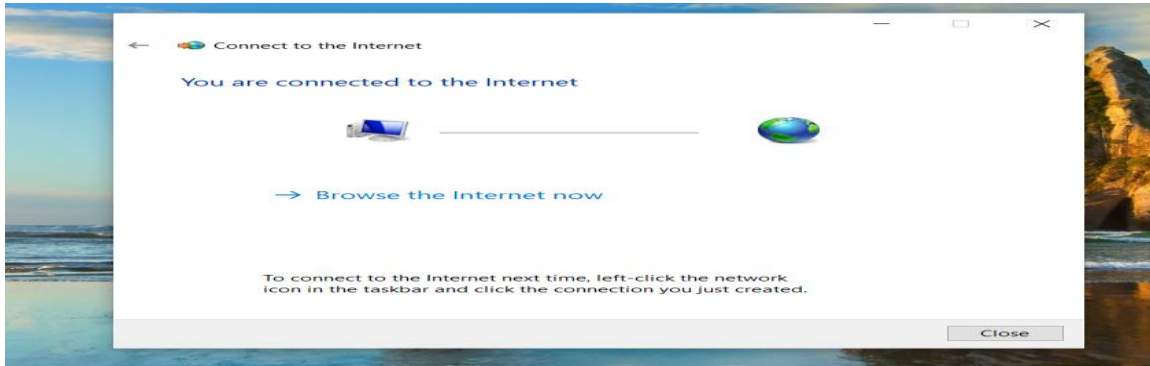 Connect to the Internet
You are connected to the Internet
Browse the Internet now
To connect to the Internet next time, left-click the network
icon in the taskbar and click the connection you just created.
Close